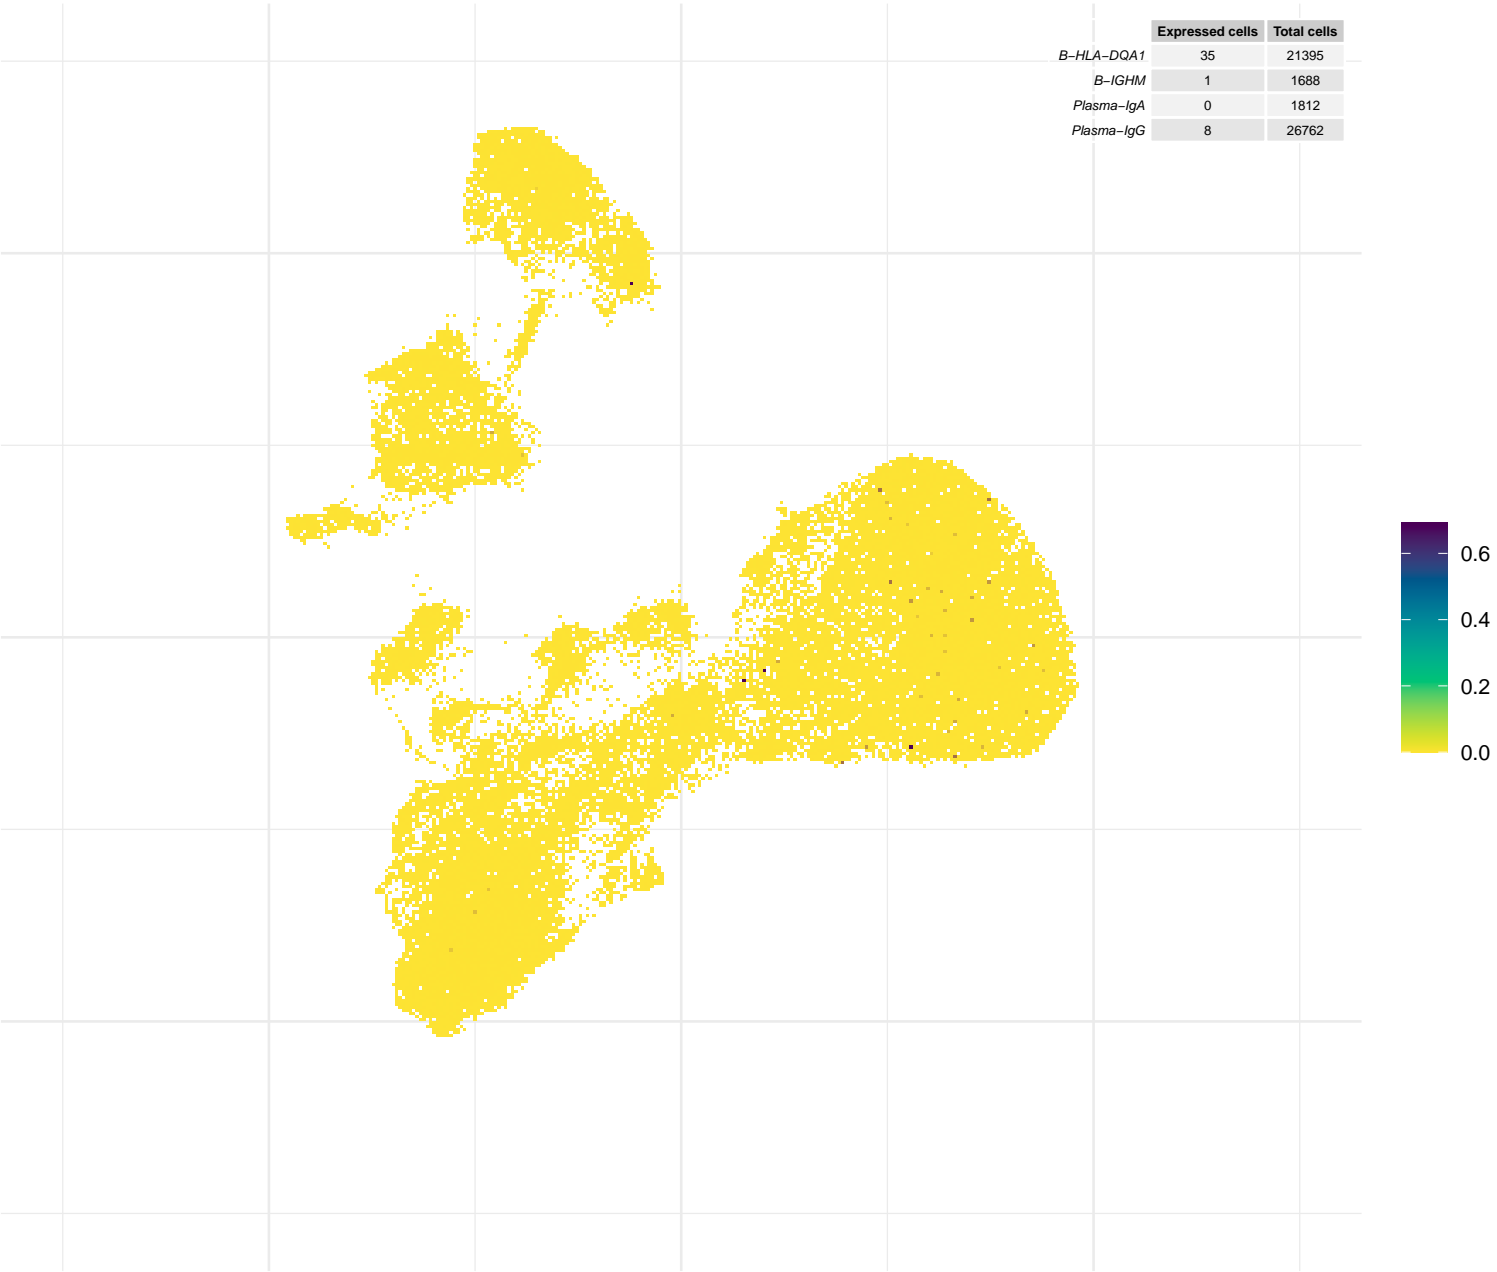 Expressed cells Total cells
B−HLA−DQA1 35 21395
B−IGHM 1 1688
Plasma−IgA 0 1812
Plasma−IgG 8 26762
0.6
0.4
0.2
0.0